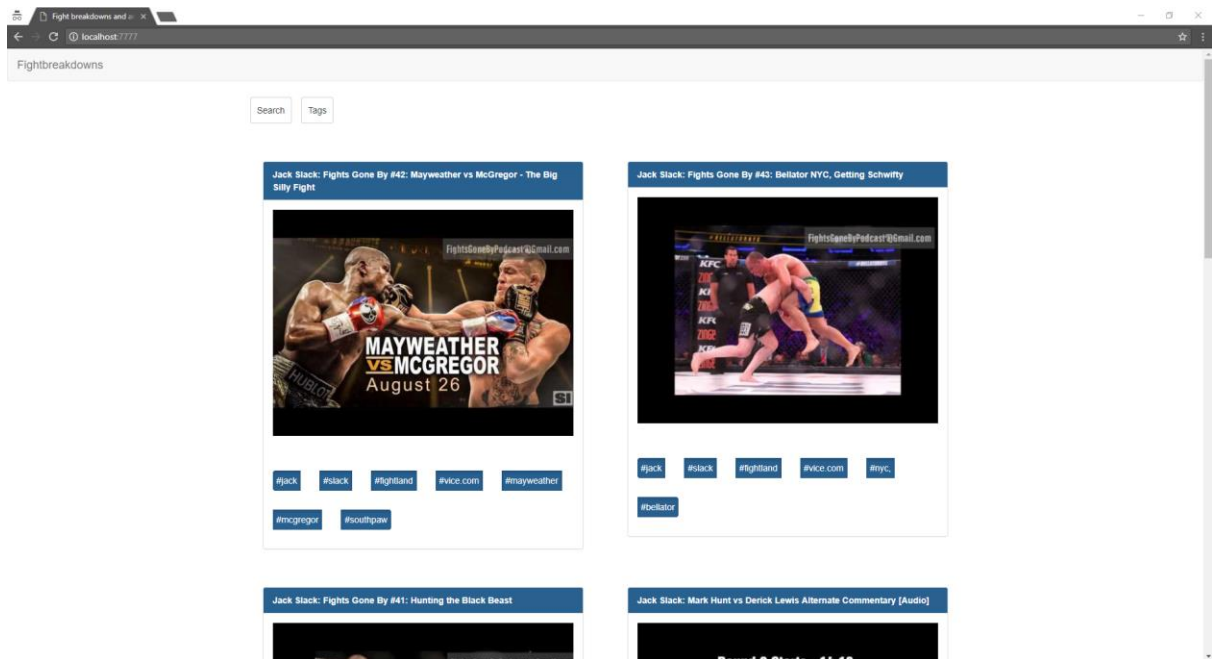 Fight breakdowns and a
localhost:7777
Fightbreakdowns
Search Tags
Jack Slack: Fights Gone By #42: Mayweather vs McGregor - The Big
Silly Fight
FightsGoneByPodcast@Gmail.com
HUBLOT
MAYWEATHER
VS MCGREGOR
August 26
SI
#jack #slack #fightland #vice.com #mayweather
#mcgregor #southpaw
Jack Slack: Fights Gone By #43: Bellator NYC, Getting Schwifty
FightsGoneByPodcast@Gmail.com
KFC
#jack #slack #fightland #vice.com #nyc,
#bellator
Jack Slack: Fights Gone By #41: Hunting the Black Beast
Jack Slack: Mark Hunt vs Derick Lewis Alternate Commentary [Audio]